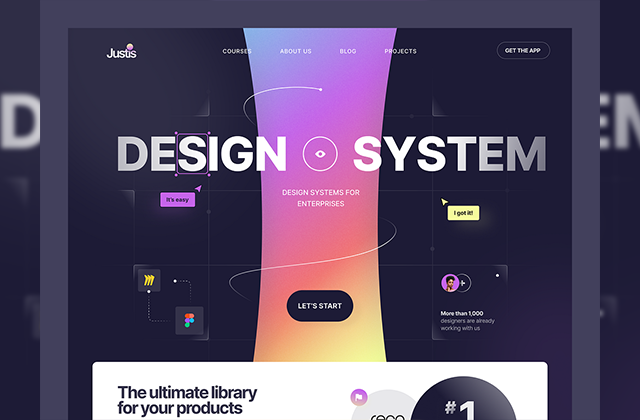 Justis
COURSES
ABOUT US
BLOG
PROJECTS
GET THE APP
DESIGN SYSTEM
DESIGN SYSTEMS FOR
ENTERPRISES
It's easy
I got it!
LET'S START
More than 1,000
designers are already
working with us
The ultimate library
for your products
#1